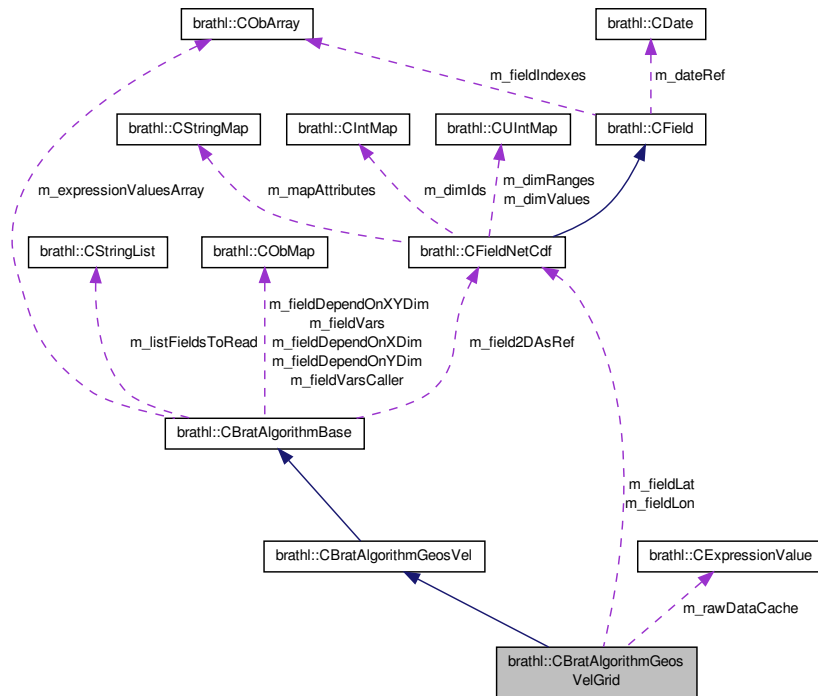 brathl::CObArray
brathl::CDate
m_fieldIndexes
m_dateRef
brathl::CStringMap
brathl::CIntMap
brathl::CUIntMap
brathl::CField
m_expressionValuesArray
m_mapAttributes
m_dimIds
m_dimRanges
m_dimValues
brathl::CStringList
brathl::CObMap
brathl::CFieldNetCdf
m_listFieldsToRead
m_fieldDependOnXYDim
m_fieldVars
m_fieldDependOnXDim
m_fieldDependOnYDim
m_fieldVarsCaller
m_field2DAsRef
brathl::CBratAlgorithmBase
m_fieldLat
m_fieldLon
brathl::CBratAlgorithmGeosVel
brathl::CExpressionValue
m_rawDataCache
brathl::CBratAlgorithmGeos
VelGrid